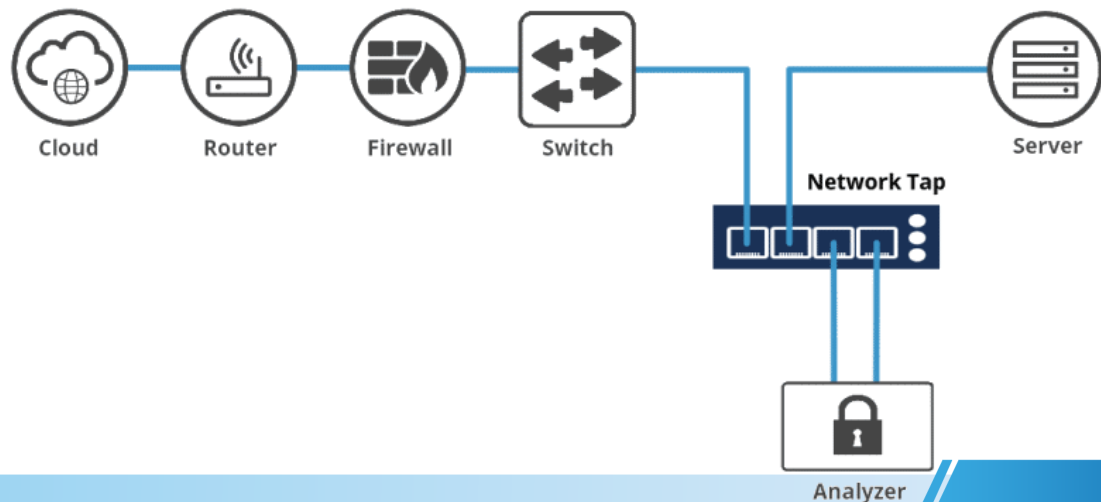 Cloud
Router
Firewall
Switch
Server
Network Tap
Analyzer